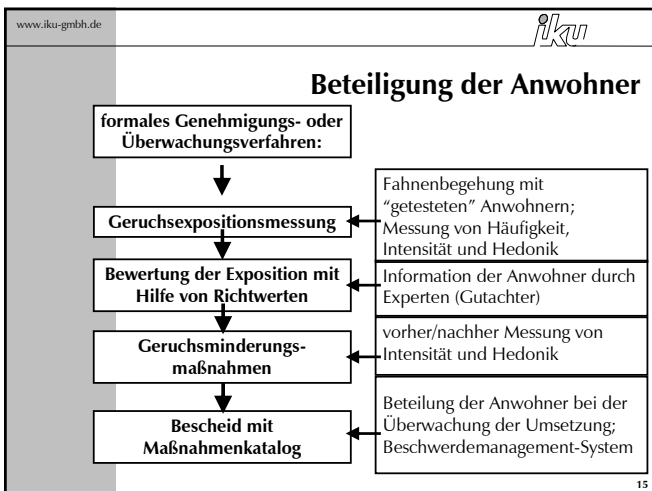 www.iku-gmbh.de
iku
Beteiligung der Anwohner
formales Genehmigungs- oder
Überwachungsverfahren:
Geruchsexpositionsmessung
Fahnenbegehung mit
“getesteten” Anwohnern;
Messung von Häufigkeit,
Intensität und Hedonik
Bewertung der Exposition mit
Hilfe von Richtwerten
Information der Anwohner durch
Experten (Gutachter)
Geruchsminderungs-
maßnahmen
vorher/nachher Messung von
Intensität und Hedonik
Bescheid mit
Maßnahmenkatalog
Beteilung der Anwohner bei der
Überwachung der Umsetzung;
Beschwerdemanagement-System
15